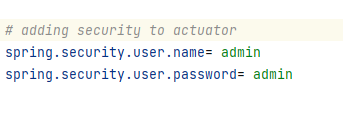 # adding security to actuator
spring.security.user.name= admin
spring.security.user.password= admin